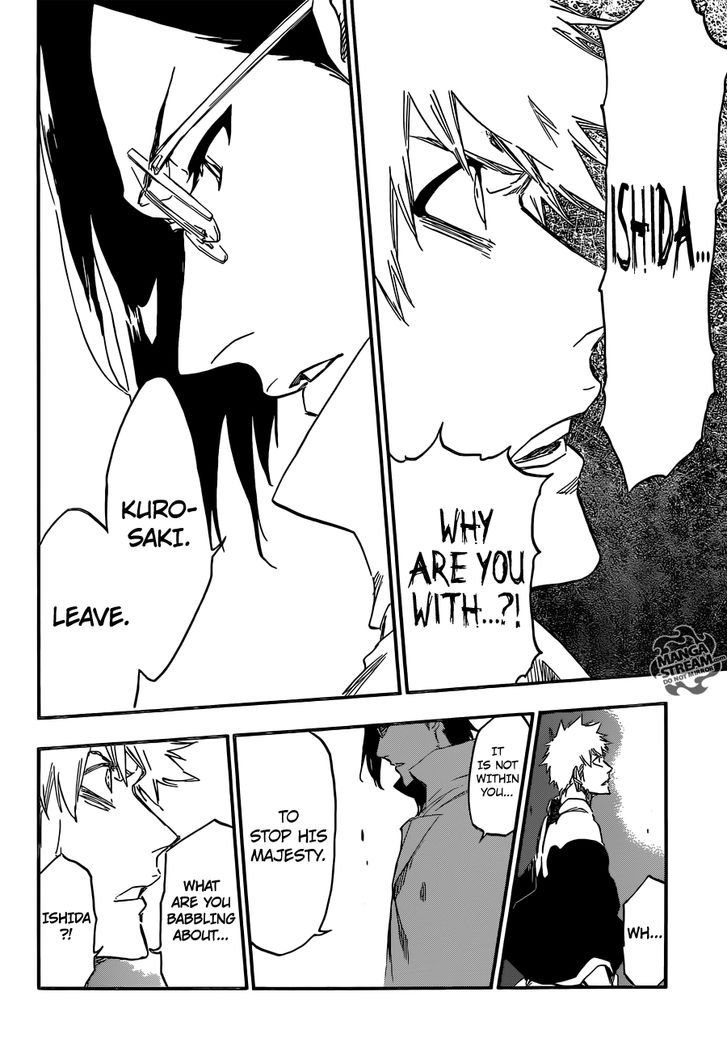 ISHIDA...
WHY
ARE YOU
WITH...?!
KURO-
SAKI.
LEAVE.
MANGA
STREAM.COM
DO NOT MIRROR
WH...
IT
IS NOT
WITHIN
YOU...
TO
STOP HIS
MAJESTY.
WHAT
ARE YOU
BABBLING
ABOUT...
ISHIDA
?!